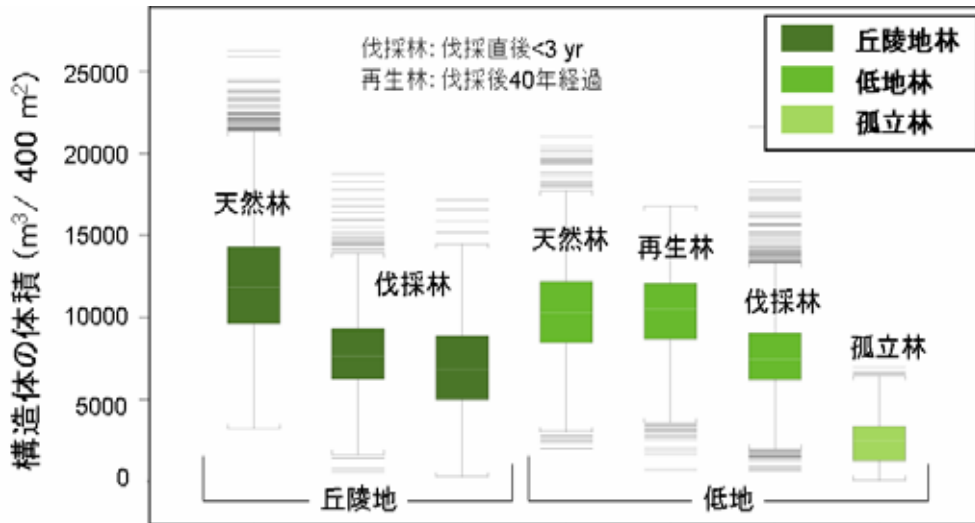 構造体の体積 (m³/ 400 m²)
25000
20000
15000
10000
5000
0
伐採林: 伐採直後<3 yr
再生林: 伐採後40年経過
丘陵地林
低地林
孤立林
天然林
伐採林
天然林
再生林
伐採林
孤立林
丘陵地
低地